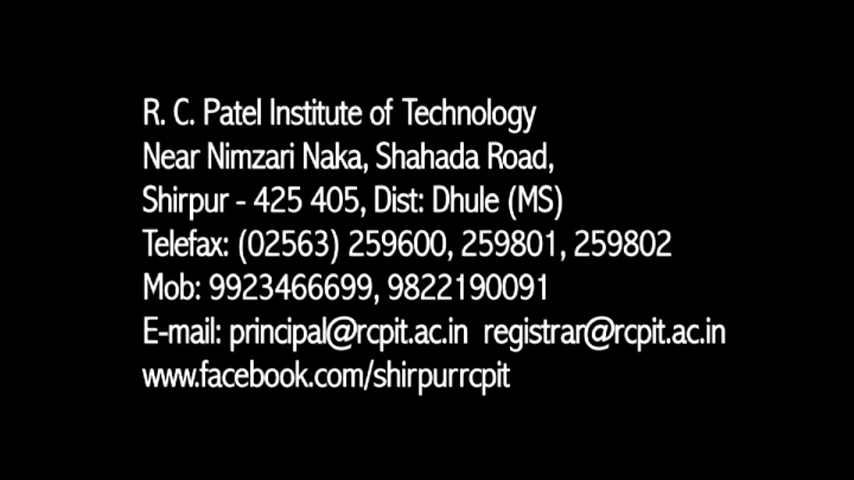 R. C. Patel Institute of Technology
Near Nimzari Naka, Shahada Road,
Shirpur - 425 405, Dist: Dhule (MS)
Telefax: (02563) 259600, 259801, 259802
Mob: 9923466699, 9822190091
E-mail: principal@rcpit.ac.in registrar@rcpit.ac.in
www.facebook.com/shirpurrcpit